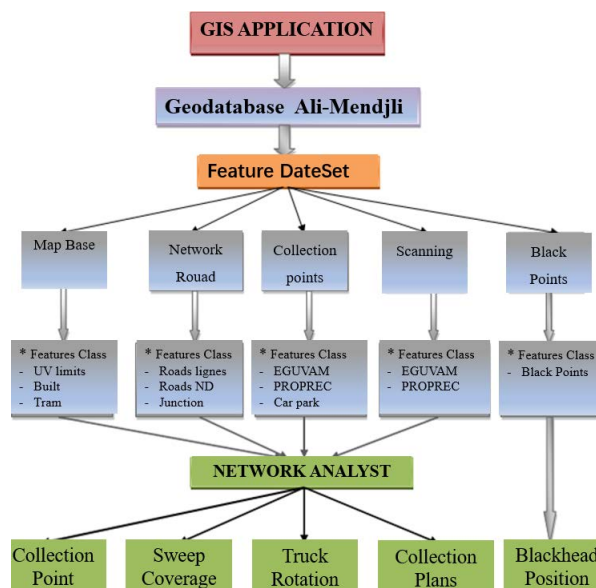 GIS APPLICATION
Geodatabase Ali-Mendjli
Feature DateSet
Map Base
Network
Rouad
Collection
points
Scanning
Black
Points
* Features Class
- UV limits
- Built
- Tram
* Features Class
- Roads lignes
- Roads ND
- Junction
* Features Class
- EGUVAM
- PROPREC
- Car park
* Features Class
- EGUVAM
- PROPREC
* Features Class
- Black Points
NETWORK ANALYST
Collection
Point
Sweep
Coverage
Truck
Rotation
Collection
Plans
Blackhead
Position